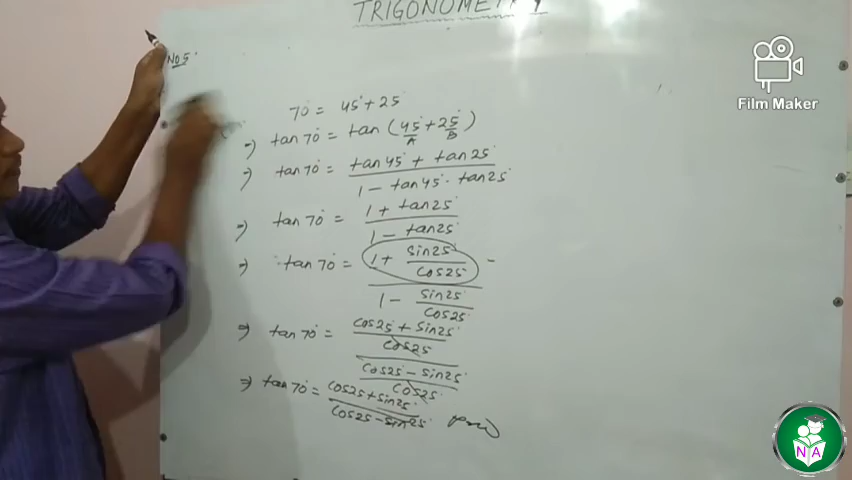 TRIGONOMETRY
No 5
70° = 45° + 25°
⇒ tan 70° = tan (45° + 25°)
A B
⇒ tan 70° = (tan 45° + tan 25°) / (1 - tan 45° . tan 25°)
⇒ tan 70° = (1 + tan 25°) / (1 - tan 25°)
⇒ tan 70° = (1 + sin 25° / cos 25°) / (1 - sin 25° / cos 25°)
⇒ tan 70° = ((cos 25° + sin 25°) / cos 25°) / ((cos 25° - sin 25°) / cos 25°)
⇒ tan 70° = (cos 25° + sin 25°) / (cos 25° - sin 25°)
Film Maker
N A